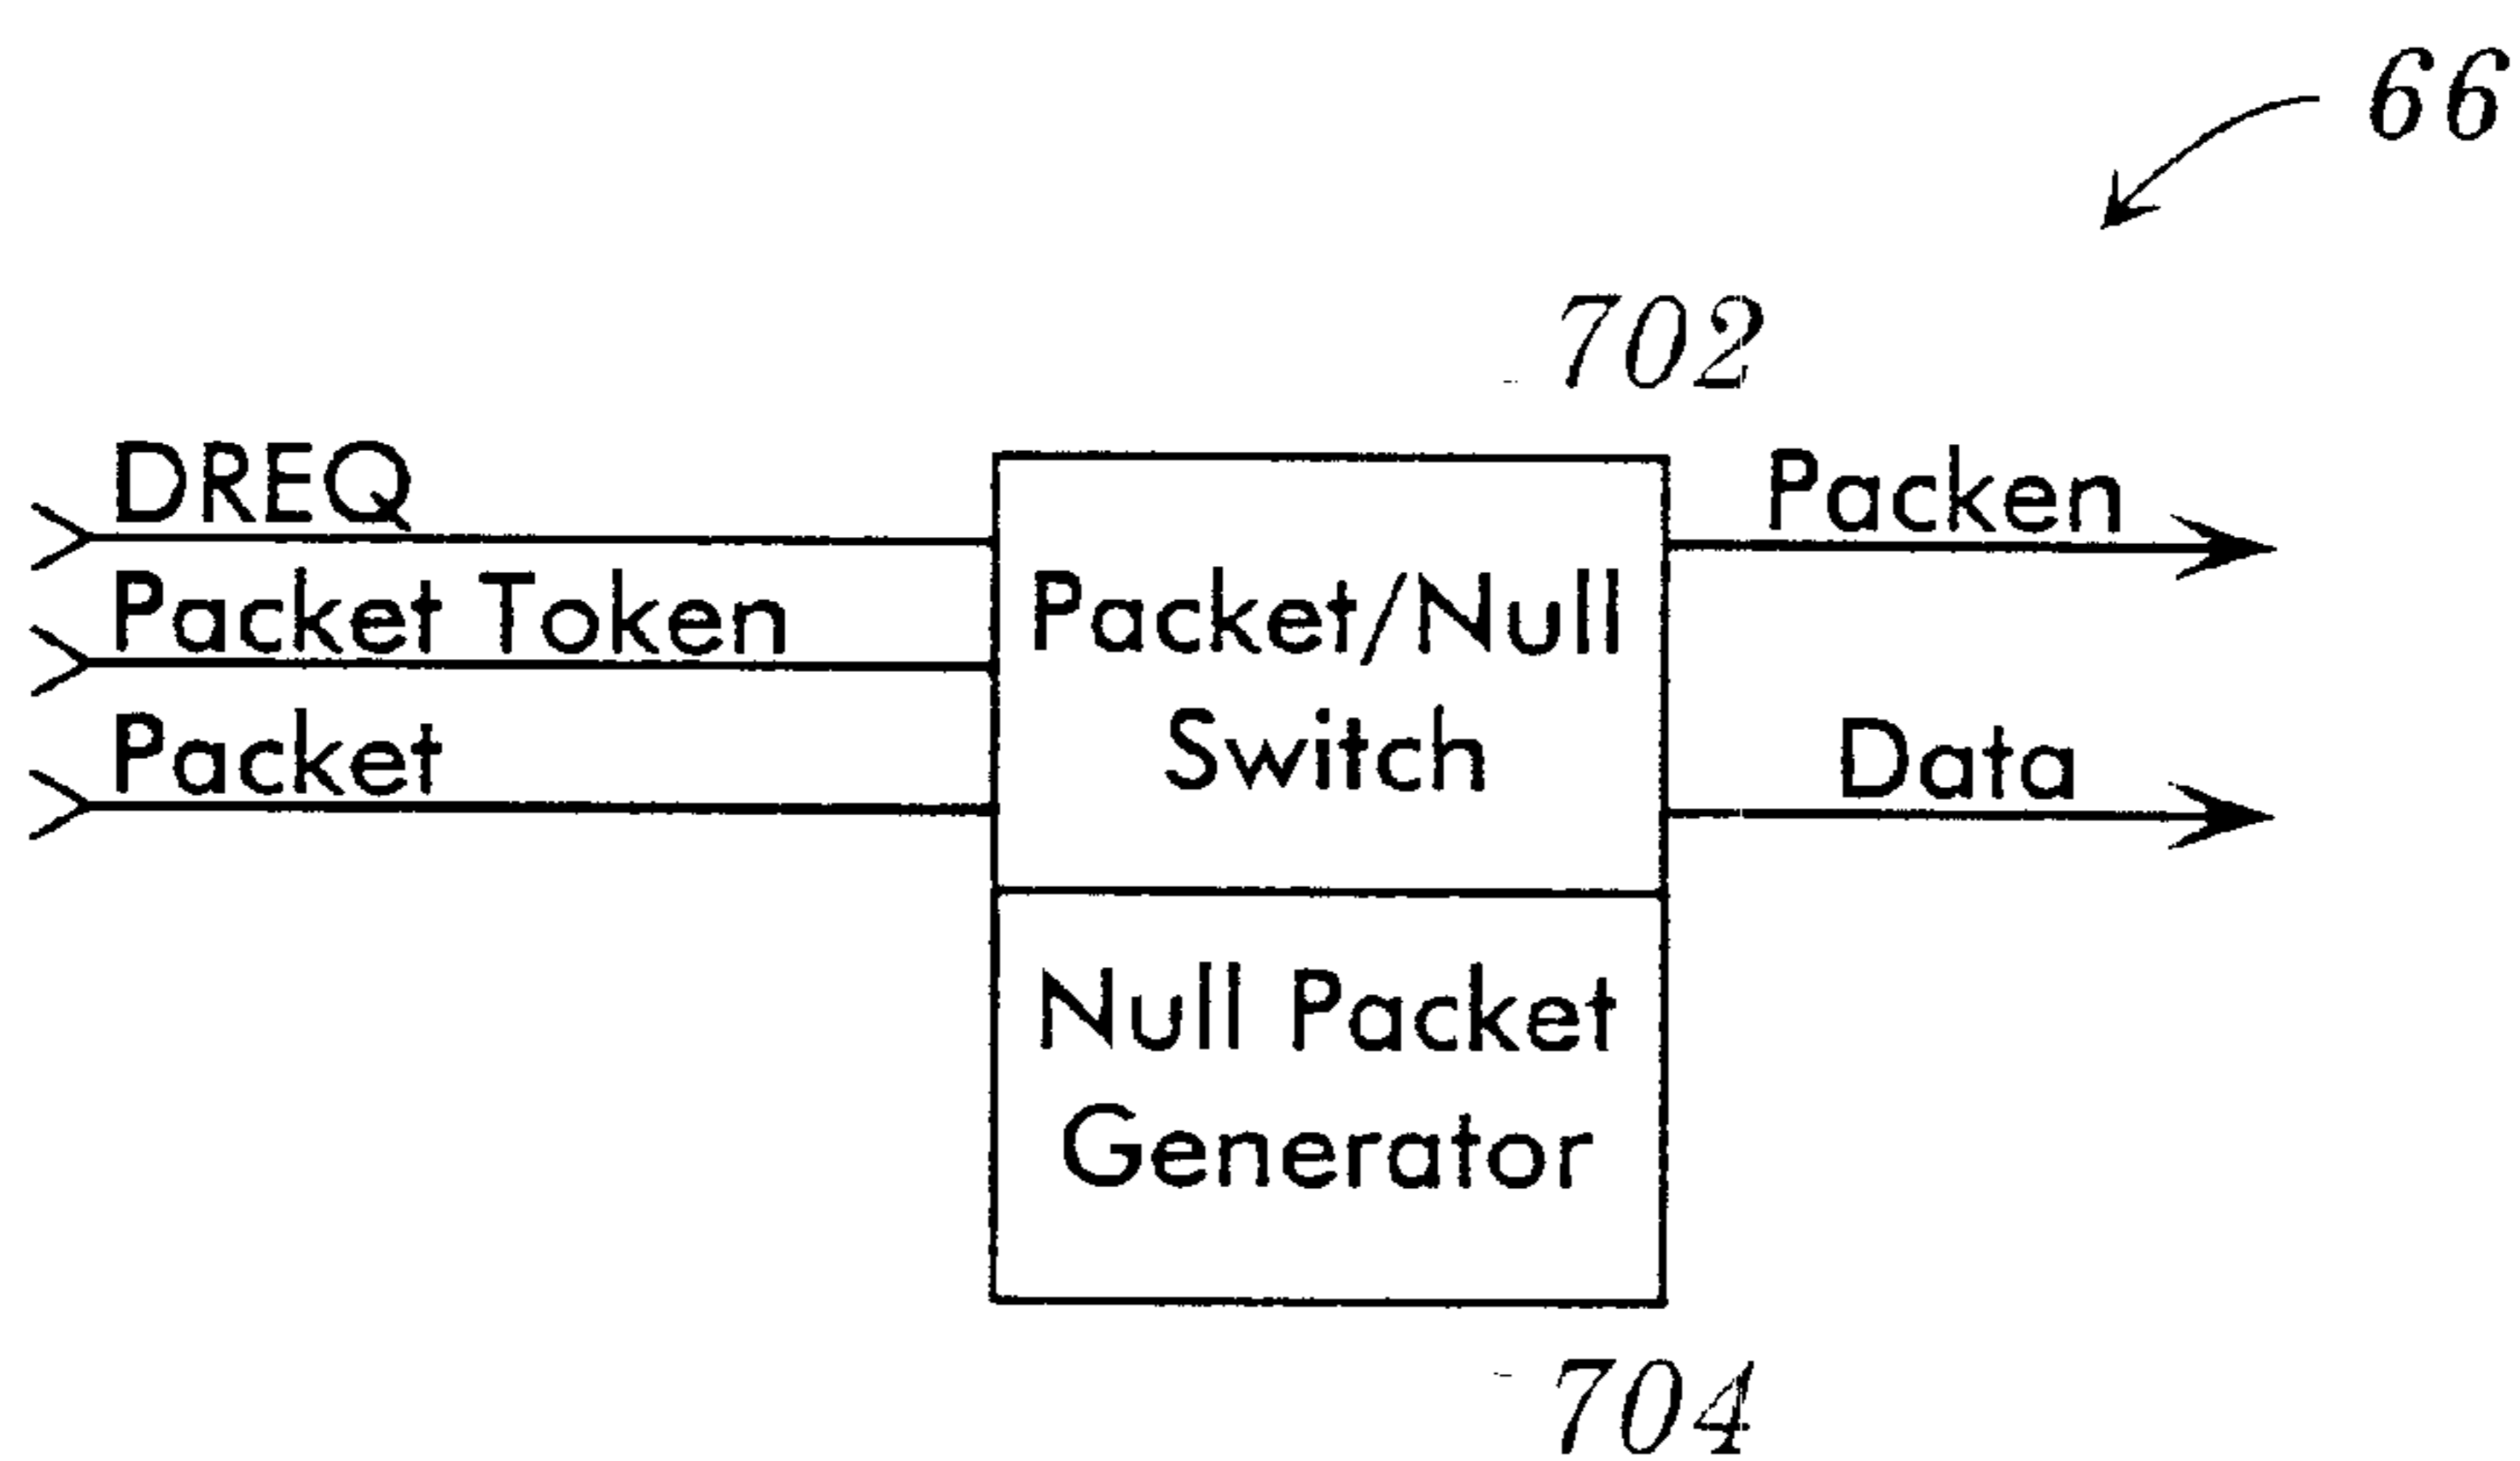 66
702
DREQ
Packet Token
Packet
Packet/Null
Switch
Packen
Data
Null Packet
Generator
704